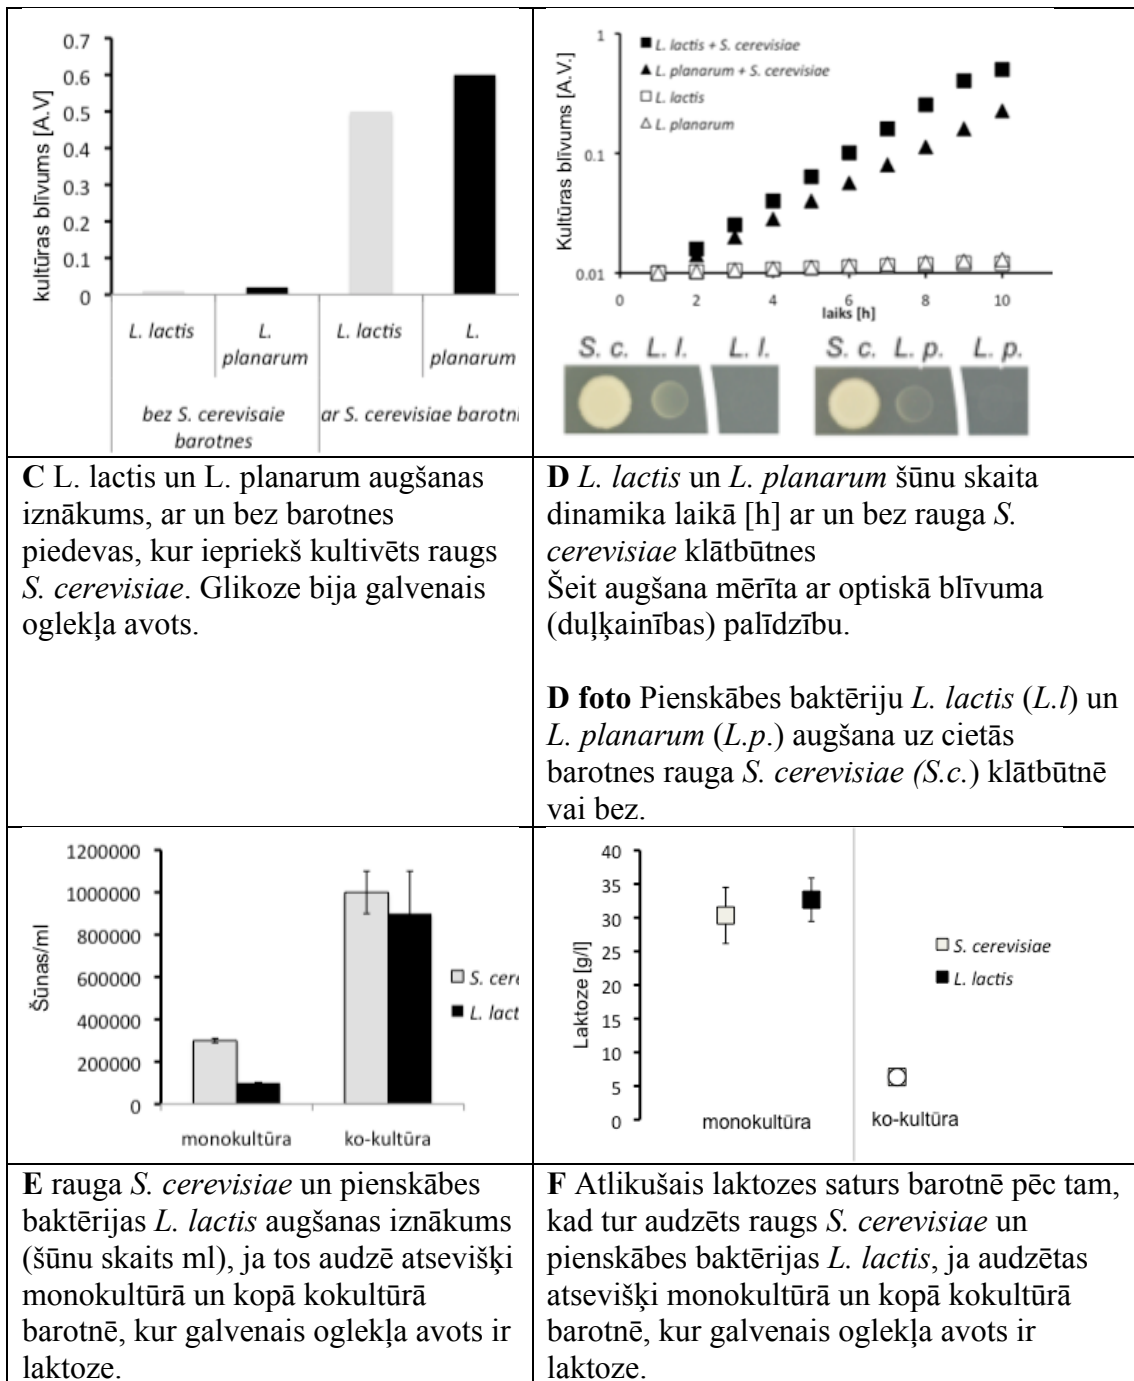 0.7
0.6
0.5
0.4
0.3
0.2
0.1
0
kultūras blīvums [A.V]
L. lactis
L. planarum
L. lactis
L. planarum
bez S. cerevisaie
barotnes
ar S. cerevisiae barotn
1
0.1
0.01
Kultūras blīvums [A.V.]
L. lactis + S. cerevisiae
L. planarum + S. cerevisiae
L. lactis
L. planarum
0 2 4 6 8 10
laiks [h]
S. c. L. l. L. l.
S. c. L. p. L. p.
C L. lactis un L. planarum augšanas
iznākums, ar un bez barotnes
piedevas, kur iepriekš kultivēts raugs
S. cerevisiae. Glikoze bija galvenais
oglekļa avots.
D L. lactis un L. planarum šūnu skaita
dinamika laikā [h] ar un bez rauga S.
cerevisiae klātbūtnes
Šeit augšana mērīta ar optiskā blīvuma
(duļķainības) palīdzību.
D foto Pienskābes baktēriju L. lactis (L.l) un
L. planarum (L.p.) augšana uz cietās
barotnes rauga S. cerevisiae (S.c.) klātbūtnē
vai bez.
1200000
1000000
800000
600000
400000
200000
0
Šūnas/ml
S. cer
L. lact
monokultūra ko-kultūra
40
35
30
25
20
15
10
5
0
Laktoze [g/l]
S. cerevisiae
L. lactis
monokultūra ko-kultūra
E rauga S. cerevisiae un pienskābes
baktērijas L. lactis augšanas iznākums
(šūnu skaits ml), ja tos audzē atsevišķi
monokultūrā un kopā kokultūrā
barotnē, kur galvenais oglekļa avots ir
laktoze.
F Atlikušais laktozes saturs barotnē pēc tam,
kad tur audzēts raugs S. cerevisiae un
pienskābes baktērijas L. lactis, ja audzētas
atsevišķi monokultūrā un kopā kokultūrā
barotnē, kur galvenais oglekļa avots ir
laktoze.